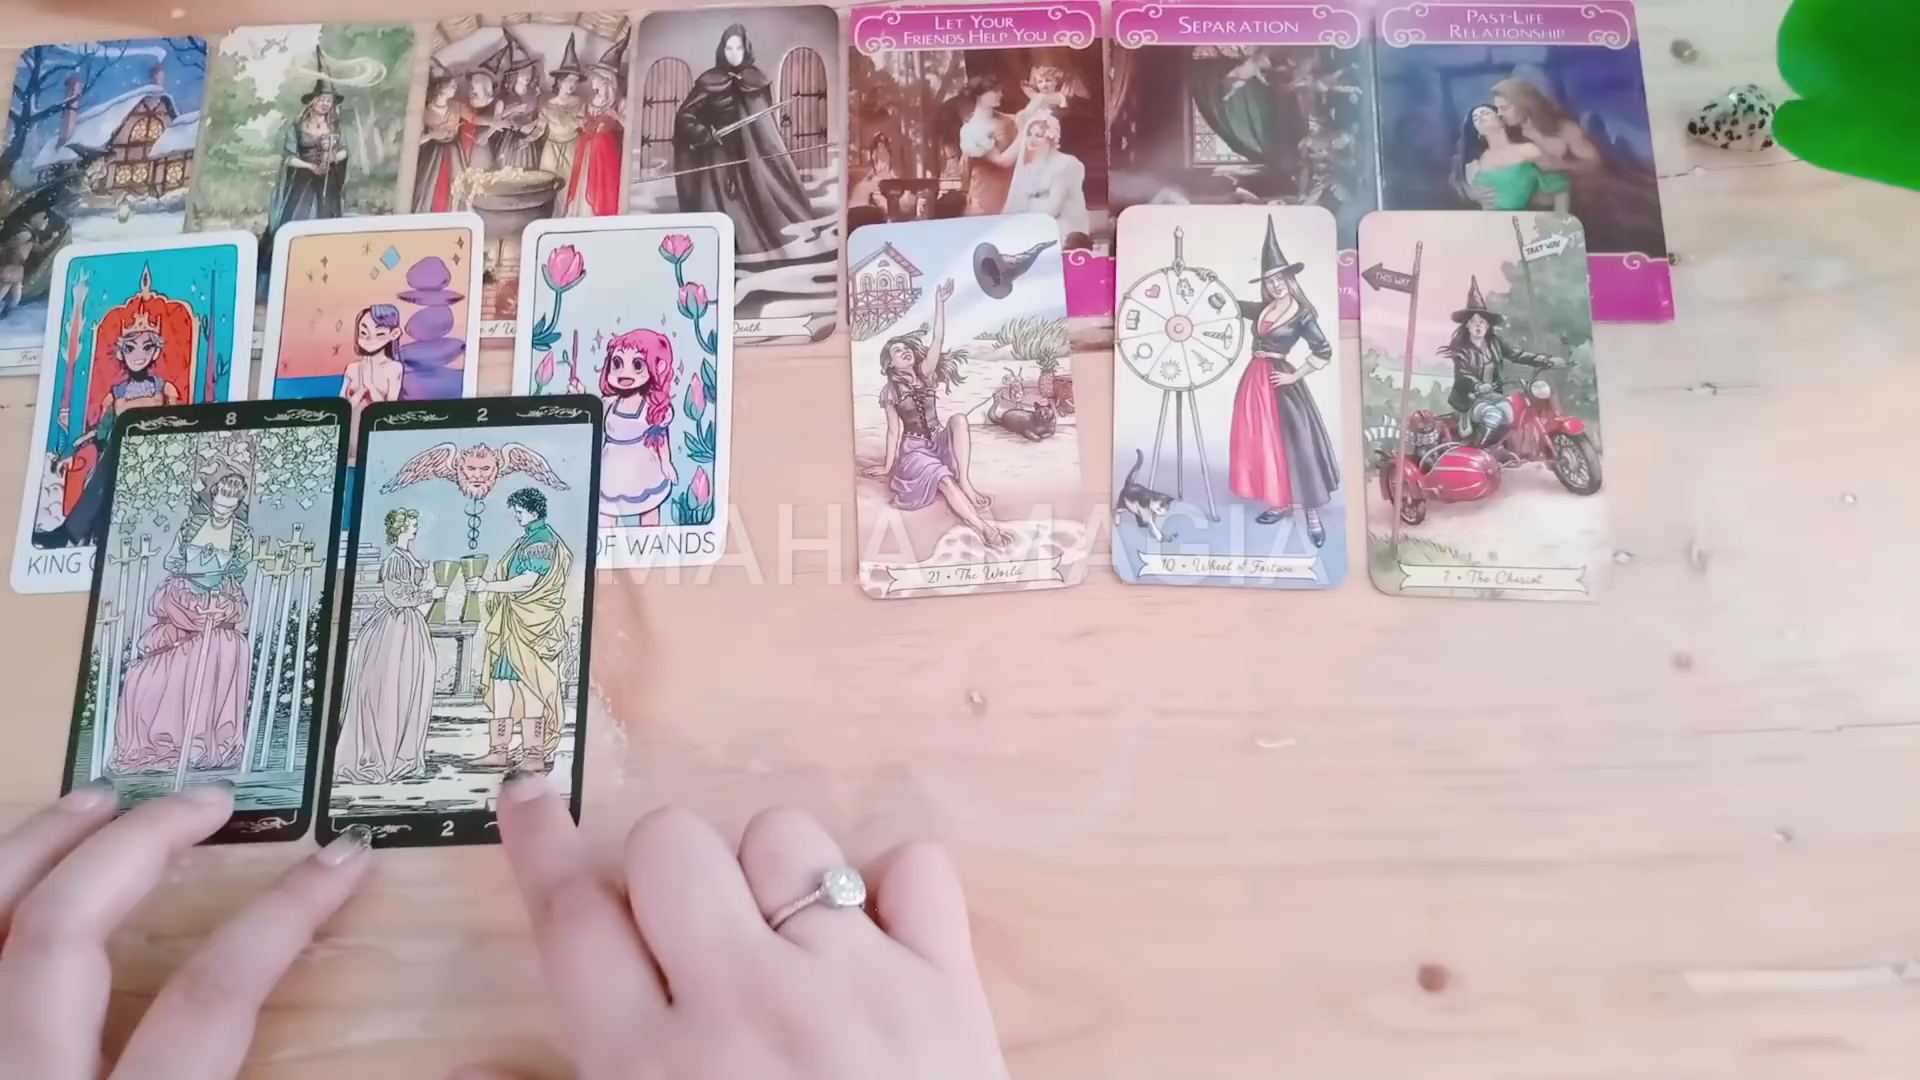 LET YOUR
FRIENDS HELP YOU
SEPARATION
PAST-LIFE
RELATIONSHIP
Death
THIS WAY
THAT WAY
KING
OF WANDS
MAHA MAGIA
21 • The World
10 • Wheel of Fortune
7 • The Chariot
8
2
2